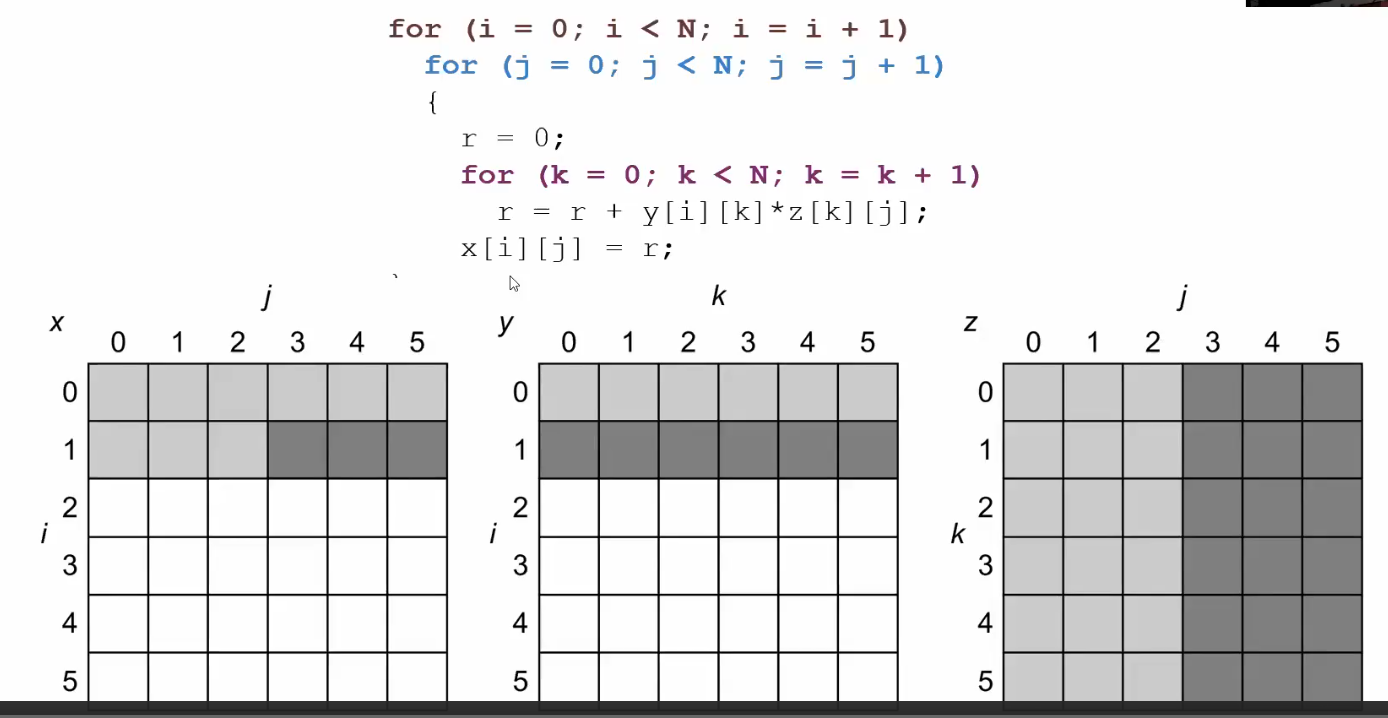 for (i = 0; i < N; i = i + 1)
for (j = 0; j < N; j = j + 1)
{
r = 0;
for (k = 0; k < N; k = k + 1)
r = r + y[i][k]*z[k][j];
x[i][j] = r;
j k j
x y z
0 1 2 3 4 5 0 1 2 3 4 5 0 1 2 3 4 5
0 0 0
1 1 1
2 2 2
i i k
3 3 3
4 4 4
5 5 5